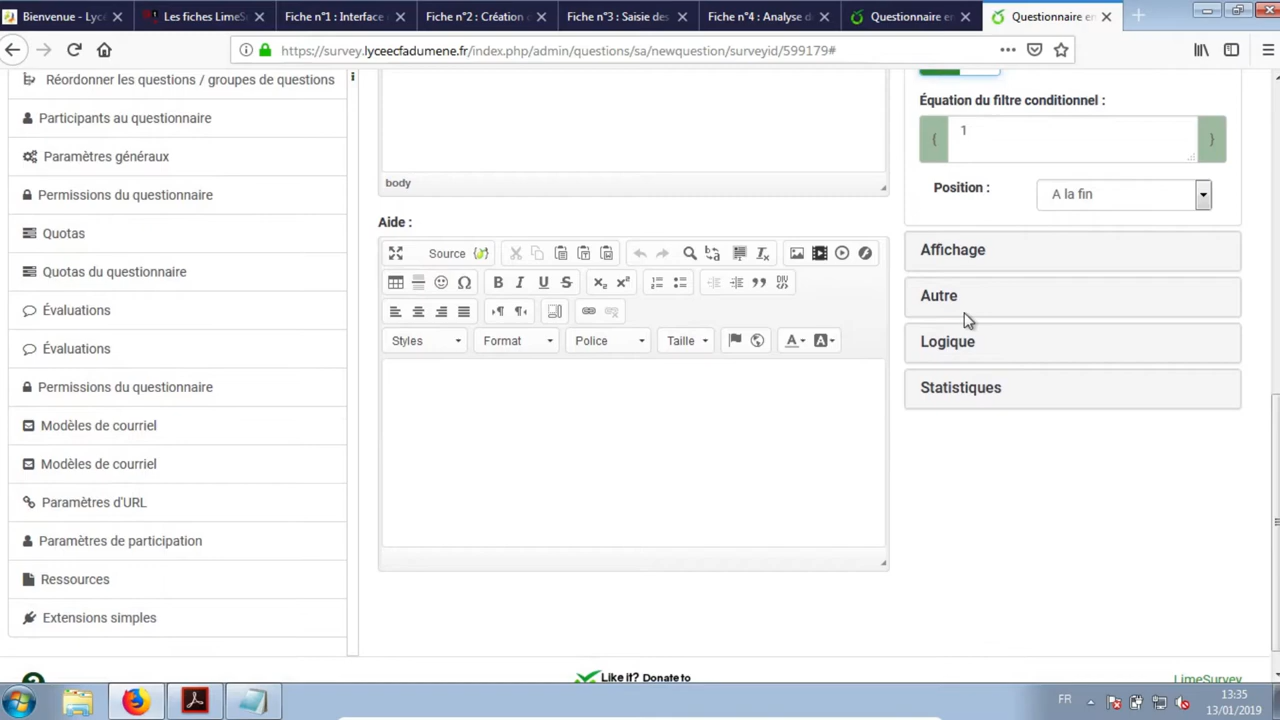 Bienvenue - Lycé
Les fiches LimeS
Fiche n°1 : Interface
Fiche n°2 : Création
Fiche n°3 : Saisie des
Fiche n°4 : Analyse d
Questionnaire en
Questionnaire en
https://survey.lyceecfadumene.fr/index.php/admin/questions/sa/newquestion/surveyid/599179#
Réordonner les questions / groupes de questions
Participants au questionnaire
Paramètres généraux
Permissions du questionnaire
Quotas
Quotas du questionnaire
Évaluations
Évaluations
Permissions du questionnaire
Modèles de courriel
Modèles de courriel
Paramètres d'URL
Paramètres de participation
Ressources
Extensions simples
body
Aide :
Source
Styles
Format
Police
Taille
Équation du filtre conditionnel :
{ 1 }
Position :
A la fin
Affichage
Autre
Logique
Statistiques
Like it? Donate to
LimeSurvey
FR
13:35
13/01/2019